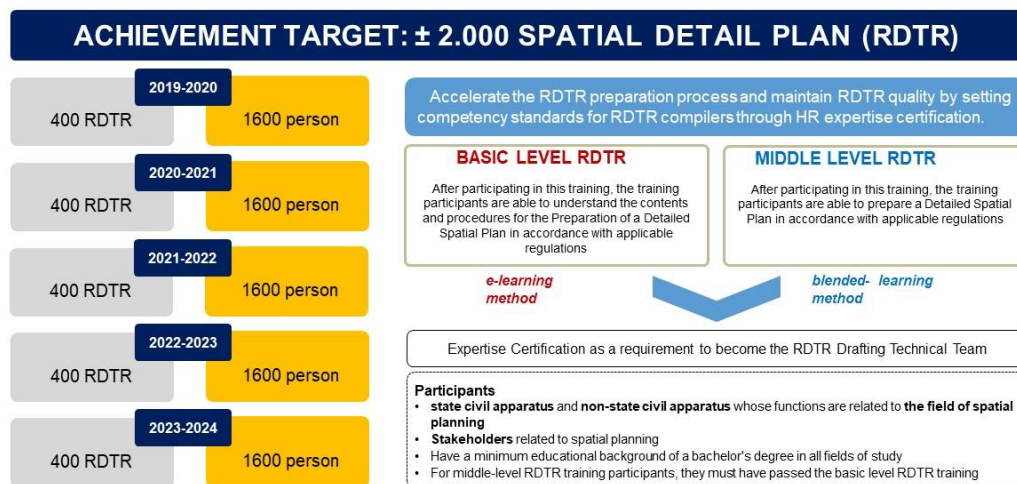 ACHIEVEMENT TARGET: ± 2.000 SPATIAL DETAIL PLAN (RDTR)
2019-2020
400 RDTR
1600 person
2020-2021
400 RDTR
1600 person
2021-2022
400 RDTR
1600 person
2022-2023
400 RDTR
1600 person
2023-2024
400 RDTR
1600 person
Accelerate the RDTR preparation process and maintain RDTR quality by setting
competency standards for RDTR compilers through HR expertise certification.
BASIC LEVEL RDTR
After participating in this training, the training
participants are able to understand the contents
and procedures for the Preparation of a Detailed
Spatial Plan in accordance with applicable
regulations
MIDDLE LEVEL RDTR
After participating in this training, the training
participants are able to prepare a Detailed Spatial
Plan in accordance with applicable regulations
e-learning
method
blended- learning
method
Expertise Certification as a requirement to become the RDTR Drafting Technical Team
Participants
• state civil apparatus and non-state civil apparatus whose functions are related to the field of spatial
planning
• Stakeholders related to spatial planning
• Have a minimum educational background of a bachelor's degree in all fields of study
• For middle-level RDTR training participants, they must have passed the basic level RDTR training